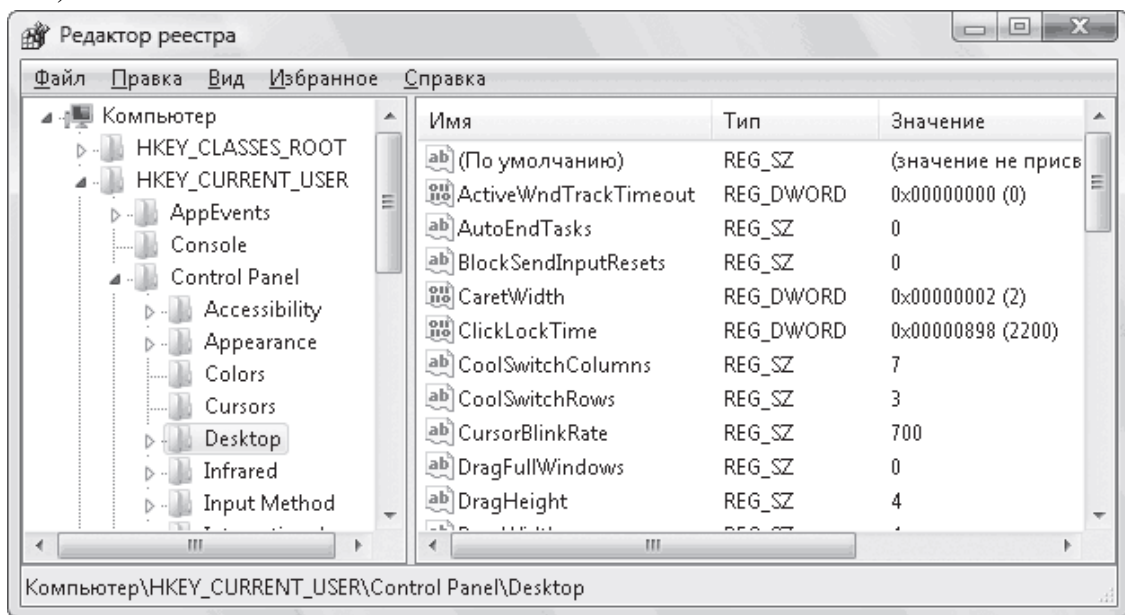 Редактор реестра
Файл Правка Вид Избранное Справка
Компьютер
HKEY_CLASSES_ROOT
HKEY_CURRENT_USER
AppEvents
Console
Control Panel
Accessibility
Appearance
Colors
Cursors
Desktop
Infrared
Input Method
Имя Тип Значение
(По умолчанию) REG_SZ (значение не присв
ActiveWndTrackTimeout REG_DWORD 0x00000000 (0)
AutoEndTasks REG_SZ 0
BlockSendInputResets REG_SZ 0
CaretWidth REG_DWORD 0x00000002 (2)
ClickLockTime REG_DWORD 0x00000898 (2200)
CoolSwitchColumns REG_SZ 7
CoolSwitchRows REG_SZ 3
CursorBlinkRate REG_SZ 700
DragFullWindows REG_SZ 0
DragHeight REG_SZ 4
Компьютер\HKEY_CURRENT_USER\Control Panel\Desktop